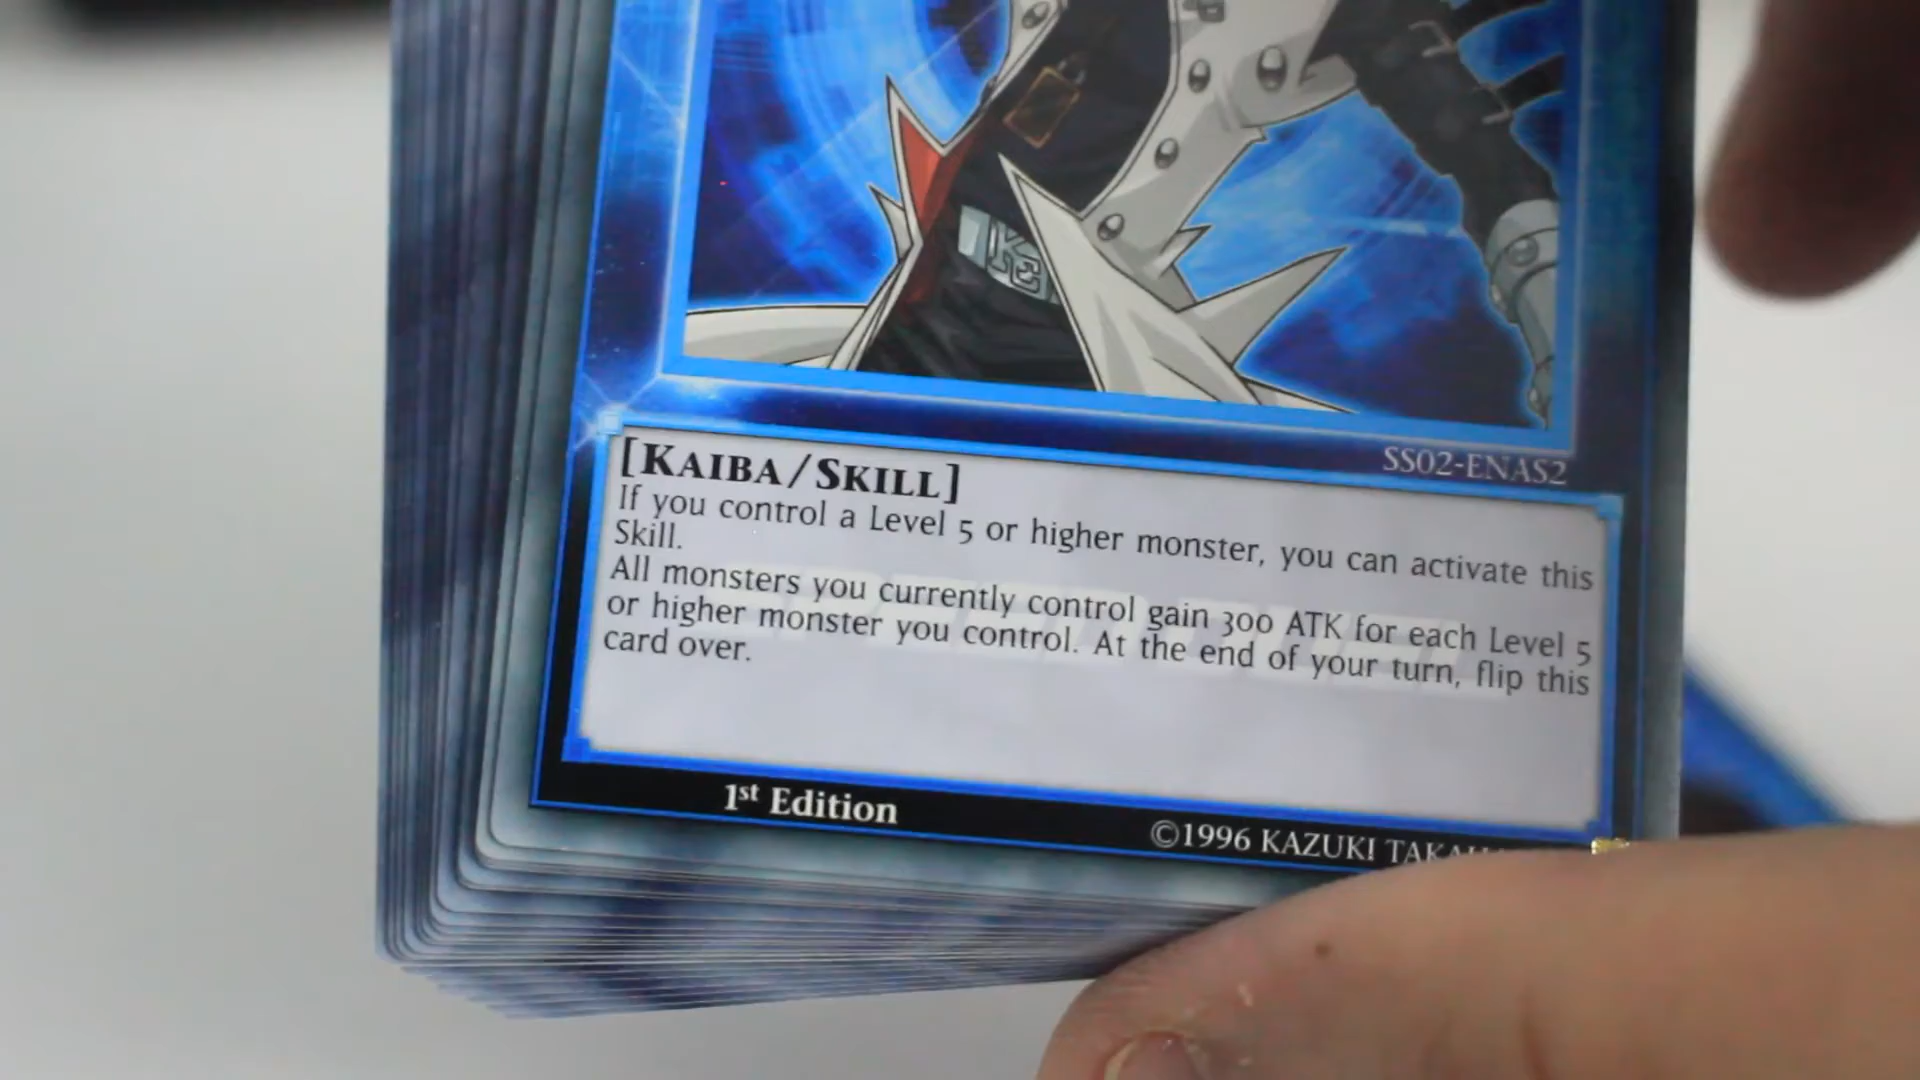 KC
SS02-ENAS2
[KAIBA/SKILL]
If you control a Level 5 or higher monster, you can activate this
Skill.
All monsters you currently control gain 300 ATK for each Level 5
or higher monster you control. At the end of your turn, flip this
card over.
1st Edition
©1996 KAZUKI